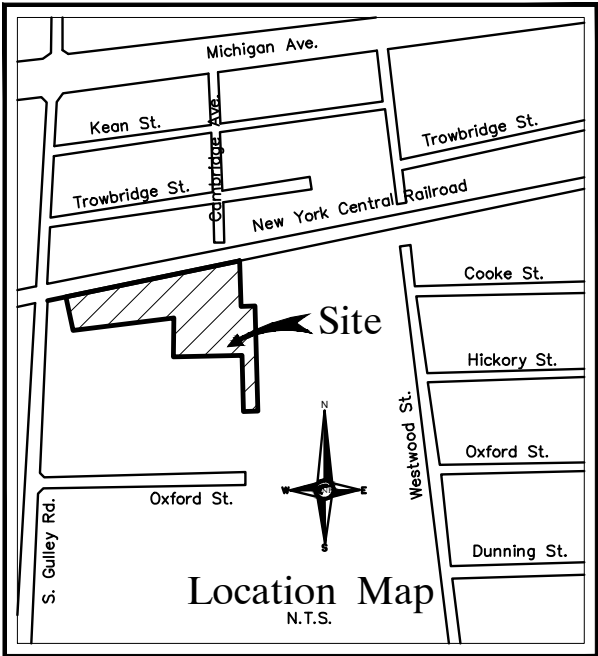 Michigan Ave.
Kean St.
Cambridge Ave.
Trowbridge St.
Trowbridge St.
New York Central Railroad
Cooke St.
Site
Hickory St.
Westwood St.
N
W
E
S
Oxford St.
Oxford St.
S. Gulley Rd.
Dunning St.
Location Map
N.T.S.